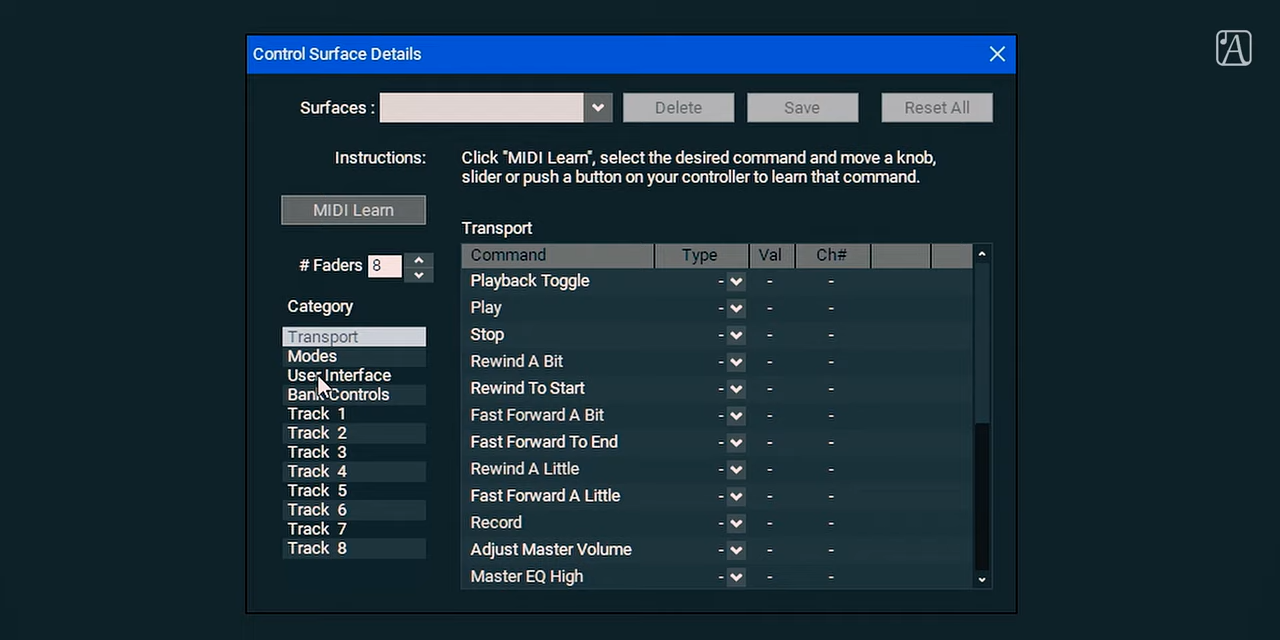 Control Surface Details
Surfaces :
Delete
Save
Reset All
Instructions:
Click "MIDI Learn", select the desired command and move a knob,
slider or push a button on your controller to learn that command.
MIDI Learn
# Faders 8
Category
Transport
Modes
User Interface
Bank Controls
Track 1
Track 2
Track 3
Track 4
Track 5
Track 6
Track 7
Track 8
Transport
Command Type Val Ch#
Playback Toggle - - -
Play - - -
Stop - - -
Rewind A Bit - - -
Rewind To Start - - -
Fast Forward A Bit - - -
Fast Forward To End - - -
Rewind A Little - - -
Fast Forward A Little - - -
Record - - -
Adjust Master Volume - - -
Master EQ High - - -
A